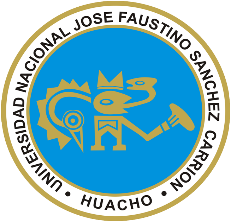 UNIVERSIDAD NACIONAL JOSE FAUSTINO SANCHEZ CARRION
• HUACHO •